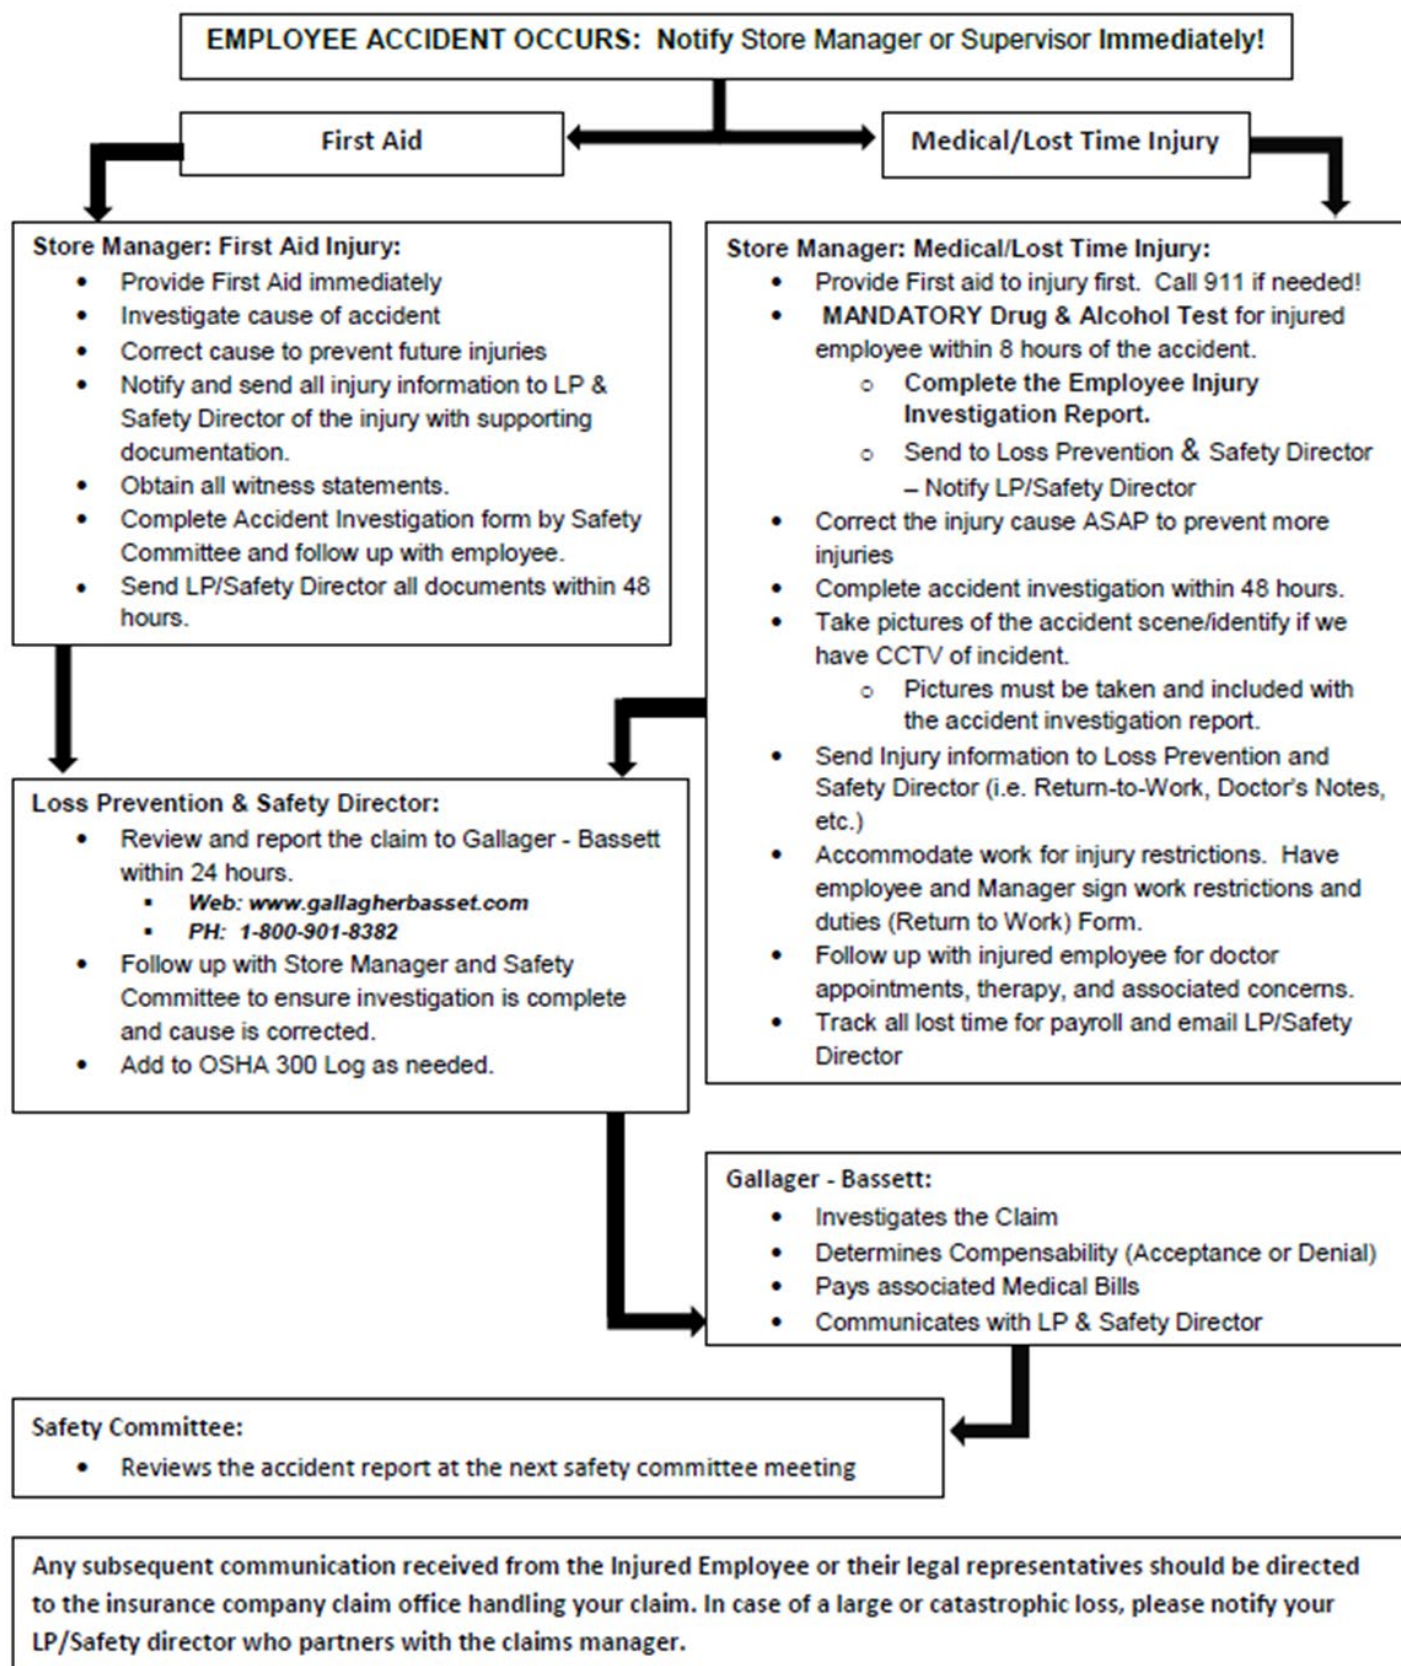 EMPLOYEE ACCIDENT OCCURS: Notify Store Manager or Supervisor Immediately!
First Aid
Medical/Lost Time Injury
Store Manager: First Aid Injury:
• Provide First Aid immediately
• Investigate cause of accident
• Correct cause to prevent future injuries
• Notify and send all injury information to LP &
Safety Director of the injury with supporting
documentation.
• Obtain all witness statements.
• Complete Accident Investigation form by Safety
Committee and follow up with employee.
• Send LP/Safety Director all documents within 48
hours.
Store Manager: Medical/Lost Time Injury:
• Provide First aid to injury first. Call 911 if needed!
• MANDATORY Drug & Alcohol Test for injured
employee within 8 hours of the accident.
o Complete the Employee Injury
Investigation Report.
o Send to Loss Prevention & Safety Director
– Notify LP/Safety Director
• Correct the injury cause ASAP to prevent more
injuries
• Complete accident investigation within 48 hours.
• Take pictures of the accident scene/identify if we
have CCTV of incident.
o Pictures must be taken and included with
the accident investigation report.
• Send Injury information to Loss Prevention and
Safety Director (i.e. Return-to-Work, Doctor's Notes,
etc.)
• Accommodate work for injury restrictions. Have
employee and Manager sign work restrictions and
duties (Return to Work) Form.
• Follow up with injured employee for doctor
appointments, therapy, and associated concerns.
• Track all lost time for payroll and email LP/Safety
Director
Loss Prevention & Safety Director:
• Review and report the claim to Gallager - Bassett
within 24 hours.
▪ Web: www.gallagherbasset.com
▪ PH: 1-800-901-8382
• Follow up with Store Manager and Safety
Committee to ensure investigation is complete
and cause is corrected.
• Add to OSHA 300 Log as needed.
Gallager - Bassett:
• Investigates the Claim
• Determines Compensability (Acceptance or Denial)
• Pays associated Medical Bills
• Communicates with LP & Safety Director
Safety Committee:
• Reviews the accident report at the next safety committee meeting
Any subsequent communication received from the Injured Employee or their legal representatives should be directed
to the insurance company claim office handling your claim. In case of a large or catastrophic loss, please notify your
LP/Safety director who partners with the claims manager.